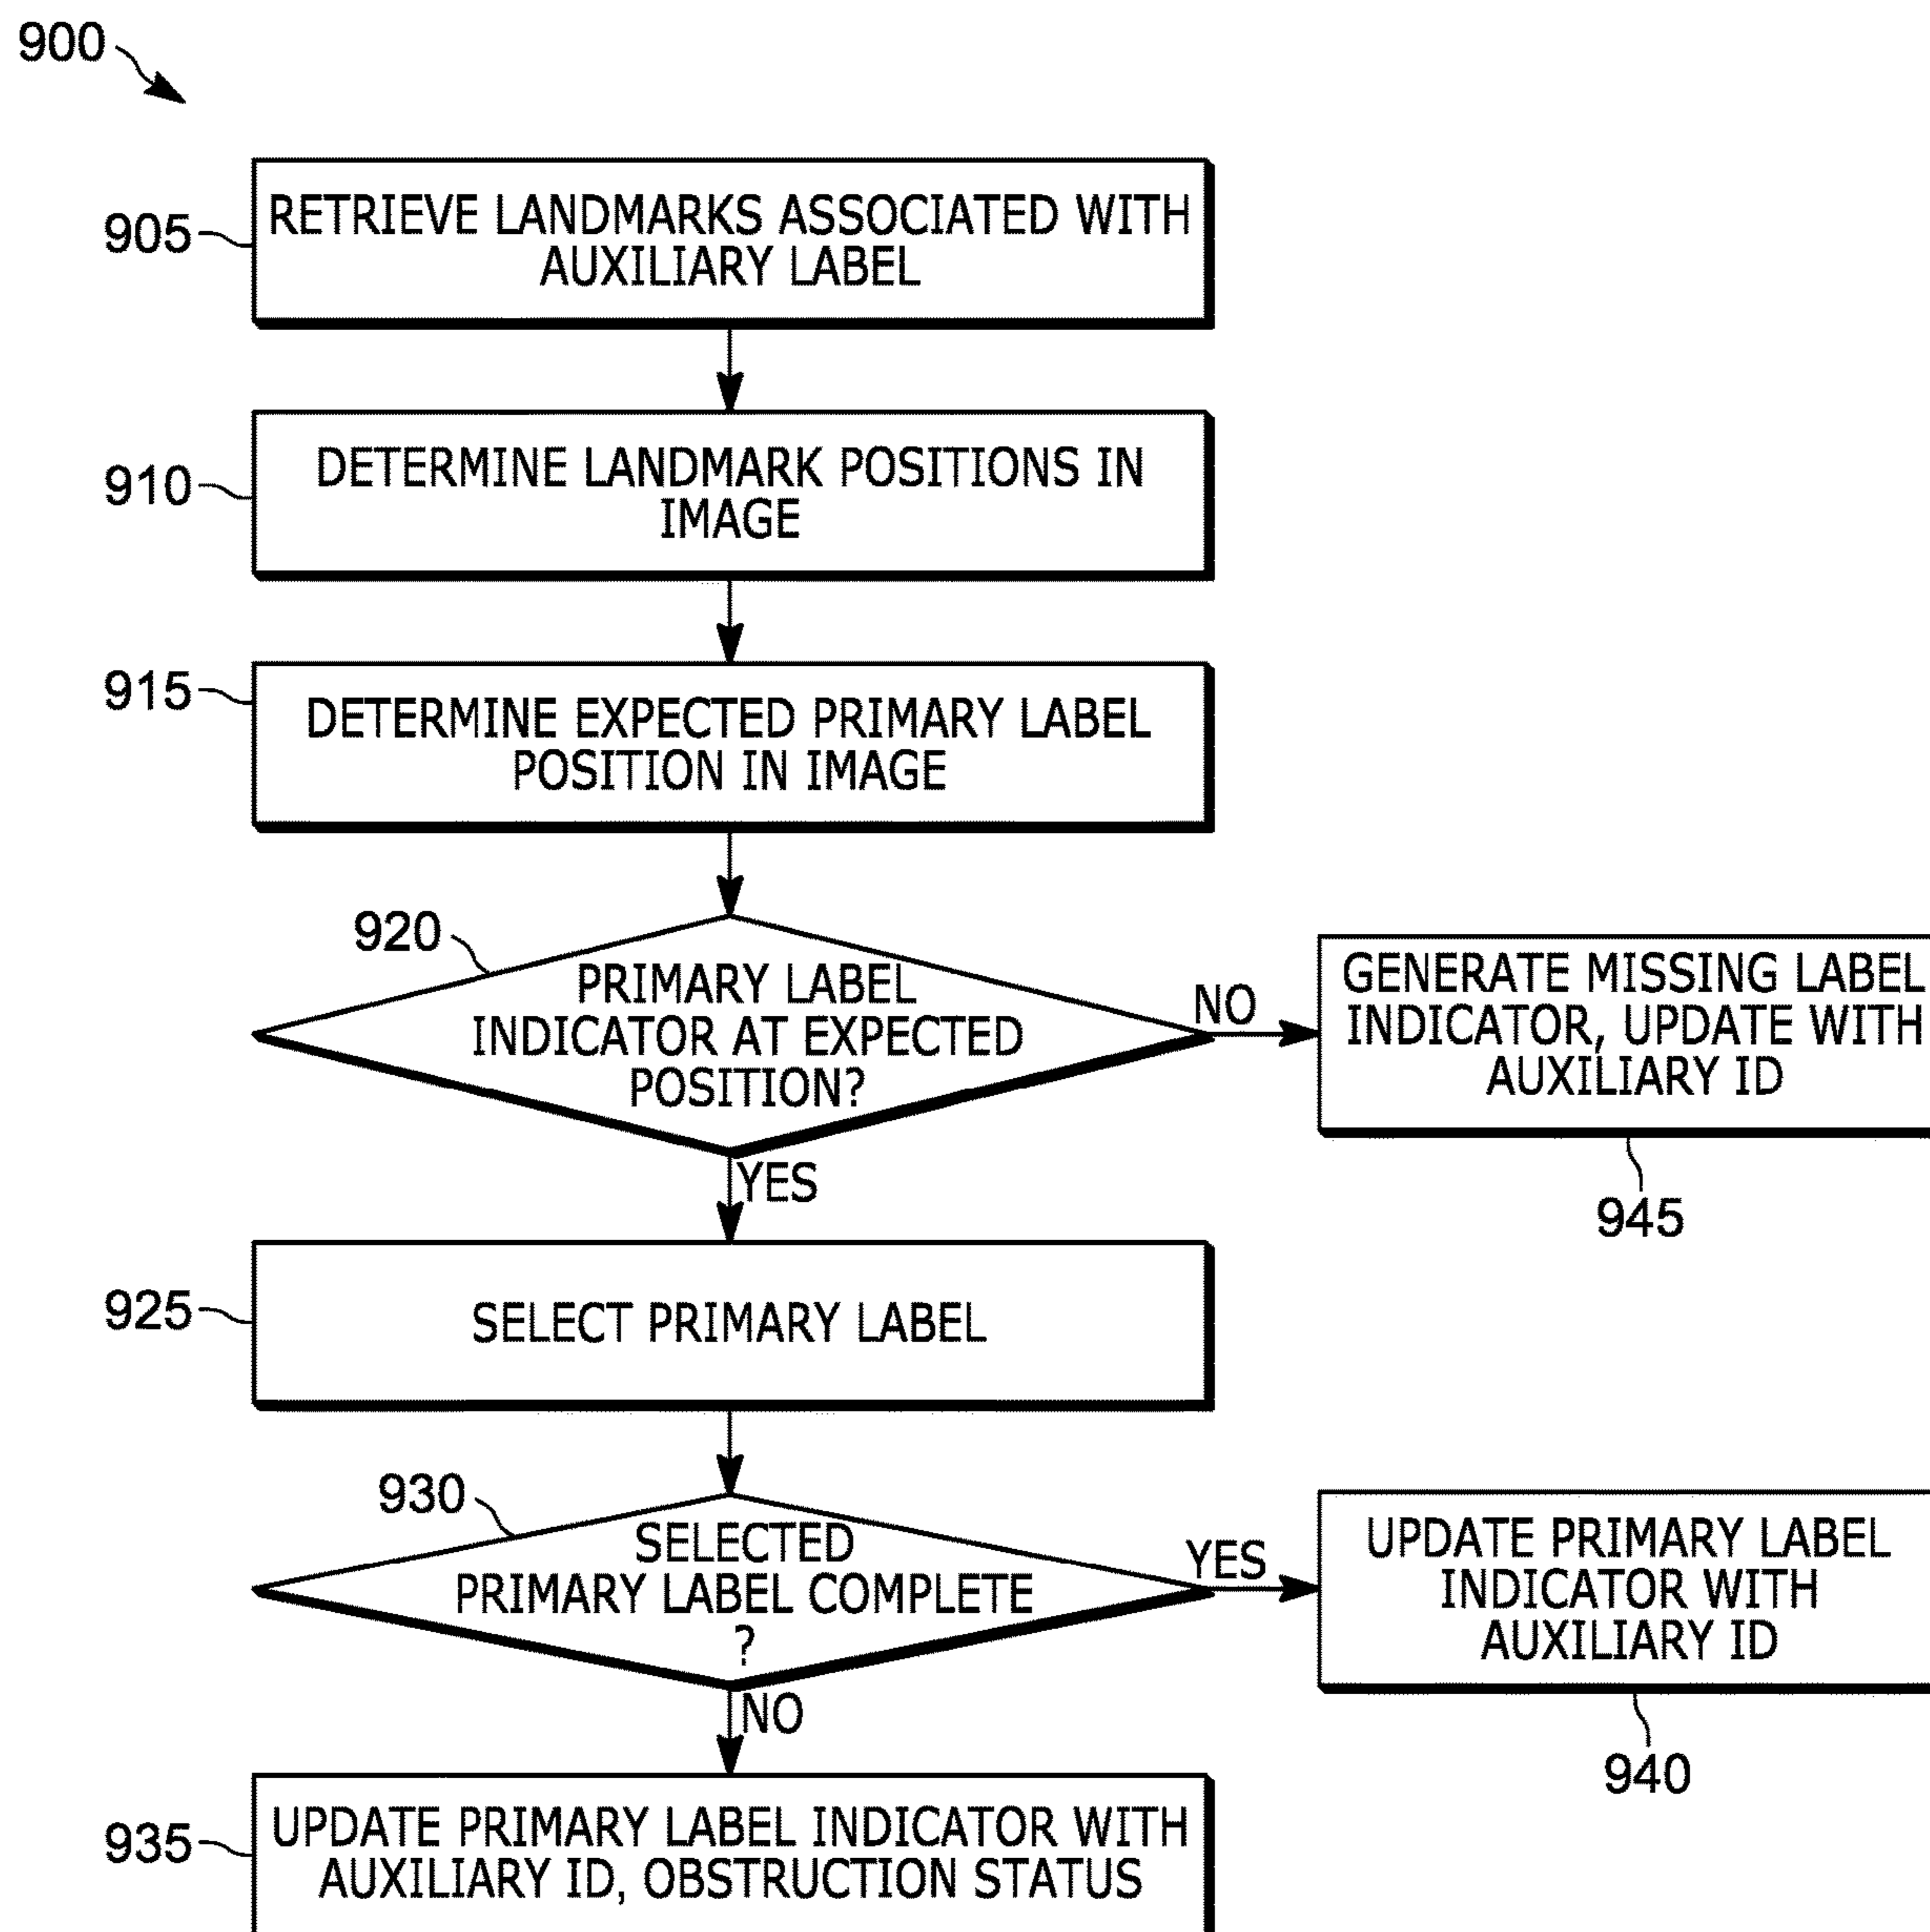 900
905
RETRIEVE LANDMARKS ASSOCIATED WITH
AUXILIARY LABEL
910
DETERMINE LANDMARK POSITIONS IN
IMAGE
915
DETERMINE EXPECTED PRIMARY LABEL
POSITION IN IMAGE
920
PRIMARY LABEL
INDICATOR AT EXPECTED
POSITION?
NO
GENERATE MISSING LABEL
INDICATOR, UPDATE WITH
AUXILIARY ID
945
YES
925
SELECT PRIMARY LABEL
930
SELECTED
PRIMARY LABEL COMPLETE
?
YES
UPDATE PRIMARY LABEL
INDICATOR WITH
AUXILIARY ID
940
NO
935
UPDATE PRIMARY LABEL INDICATOR WITH
AUXILIARY ID, OBSTRUCTION STATUS